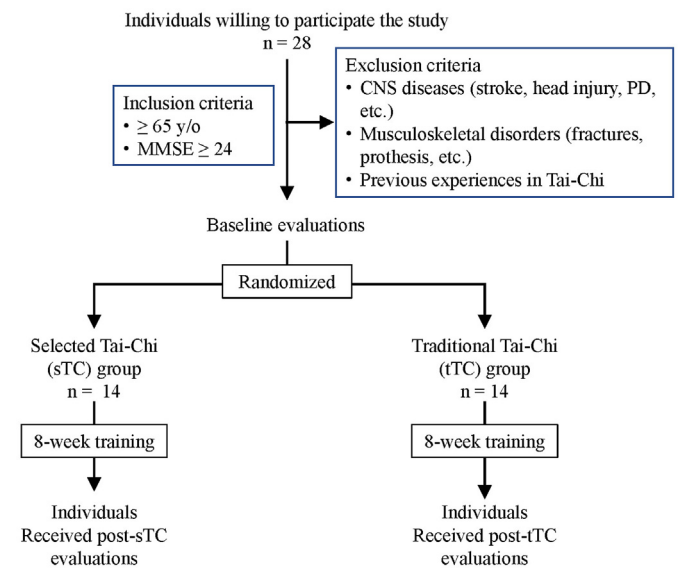 Individuals willing to participate the study
n = 28
Inclusion criteria
• ≥ 65 y/o
• MMSE ≥ 24
Exclusion criteria
• CNS diseases (stroke, head injury, PD,
etc.)
• Musculoskeletal disorders (fractures,
prothesis, etc.)
• Previous experiences in Tai-Chi
Baseline evaluations
Randomized
Selected Tai-Chi
(sTC) group
n = 14
8-week training
Individuals
Received post-sTC
evaluations
Traditional Tai-Chi
(tTC) group
n = 14
8-week training
Individuals
Received post-tTC
evaluations